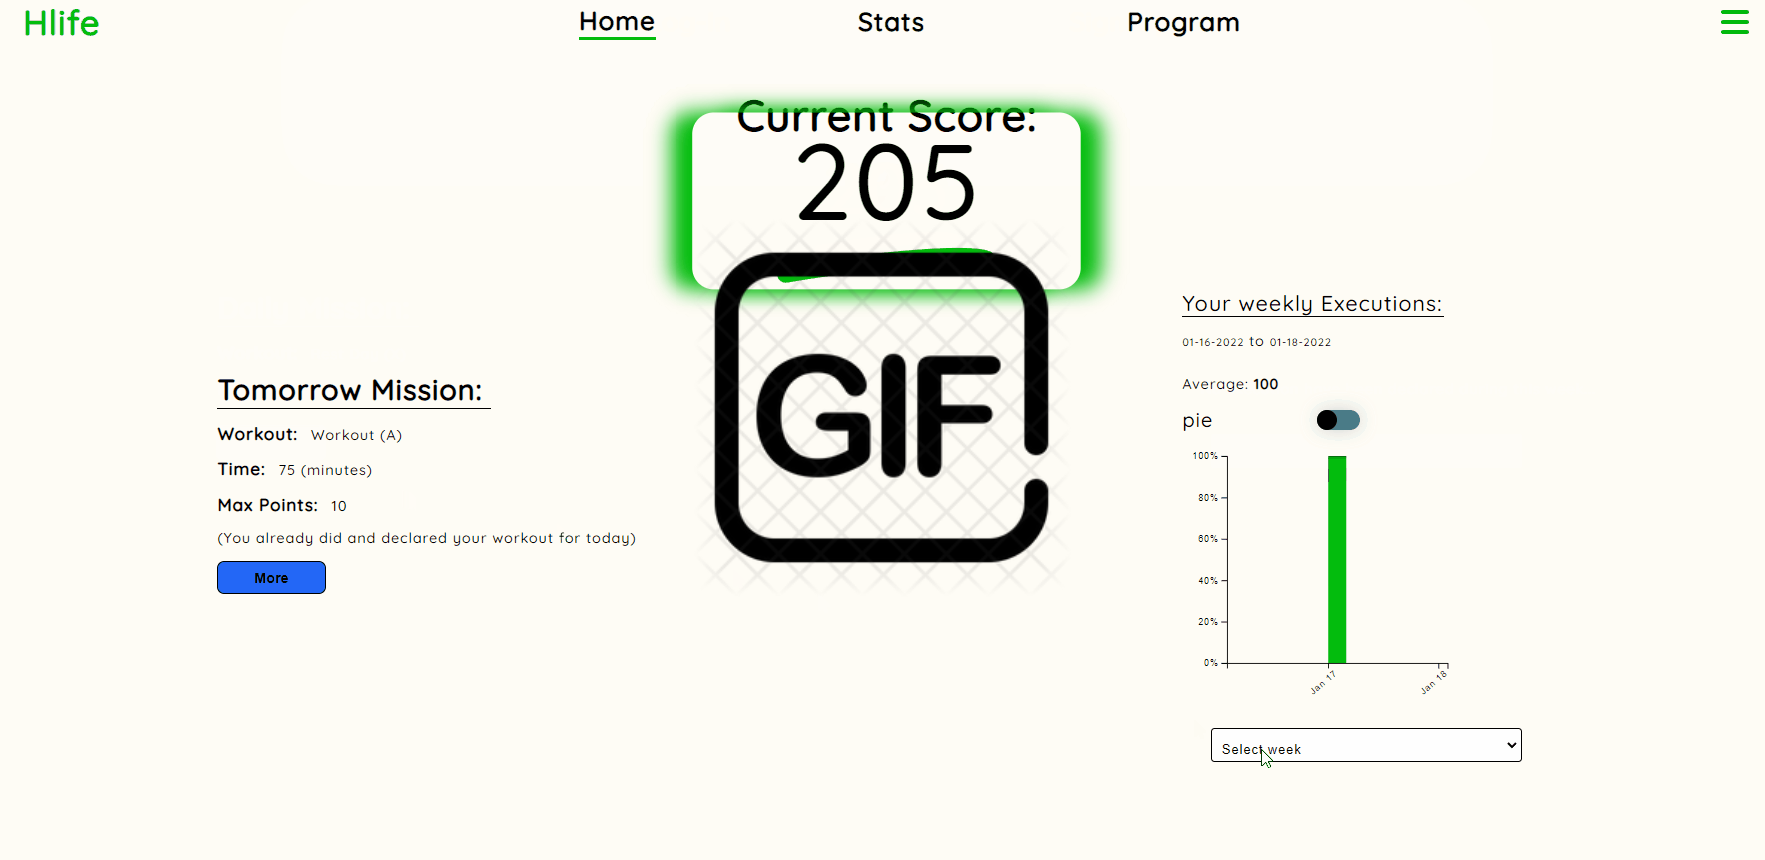 Hlife
Home
Stats
Program
Current Score:
205
GIF
Tomorrow Mission:
Workout: Workout (A)
Time: 75 (minutes)
Max Points: 10
(You already did and declared your workout for today)
More
Your weekly Executions:
01-16-2022 to 01-18-2022
Average: 100
pie
100%
80%
60%
40%
20%
0%
Jan 17
Jan 18
Select week